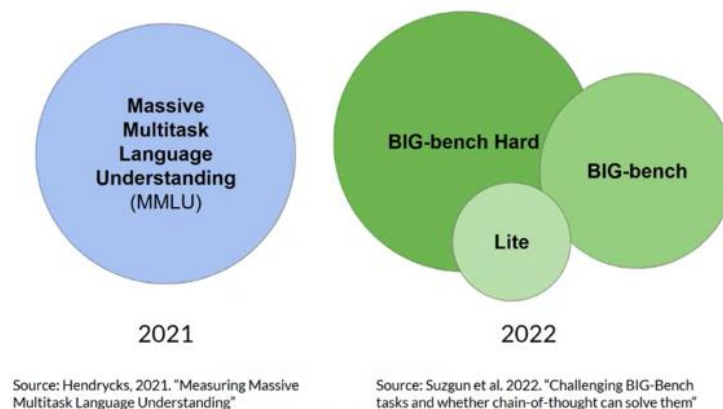 Massive
Multitask
Language
Understanding
(MMLU)
BIG-bench Hard
BIG-bench
Lite
2021
2022
Source: Hendrycks, 2021. “Measuring Massive
Multitask Language Understanding”
Source: Suzgun et al. 2022. “Challenging BIG-Bench
tasks and whether chain-of-thought can solve them“